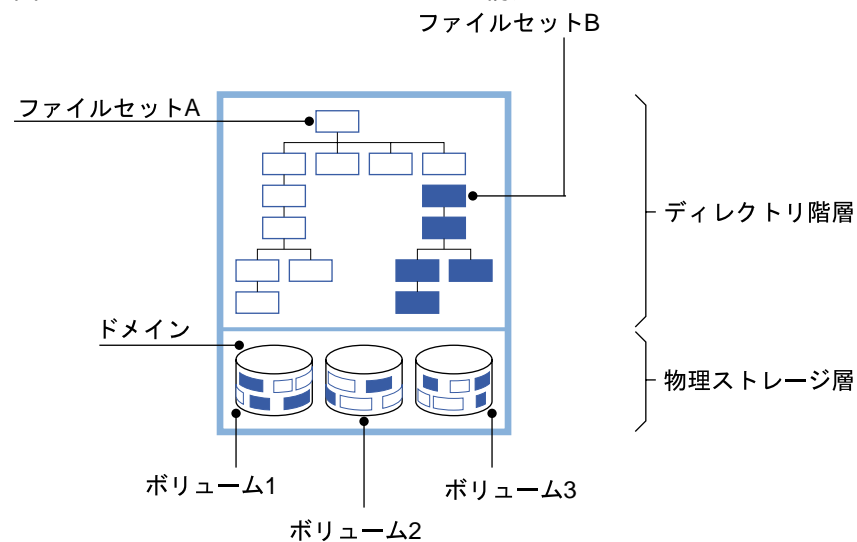 ファイルセットB
ファイルセットA
ディレクトリ階層
ドメイン
物理ストレージ層
ボリューム1
ボリューム3
ボリューム2